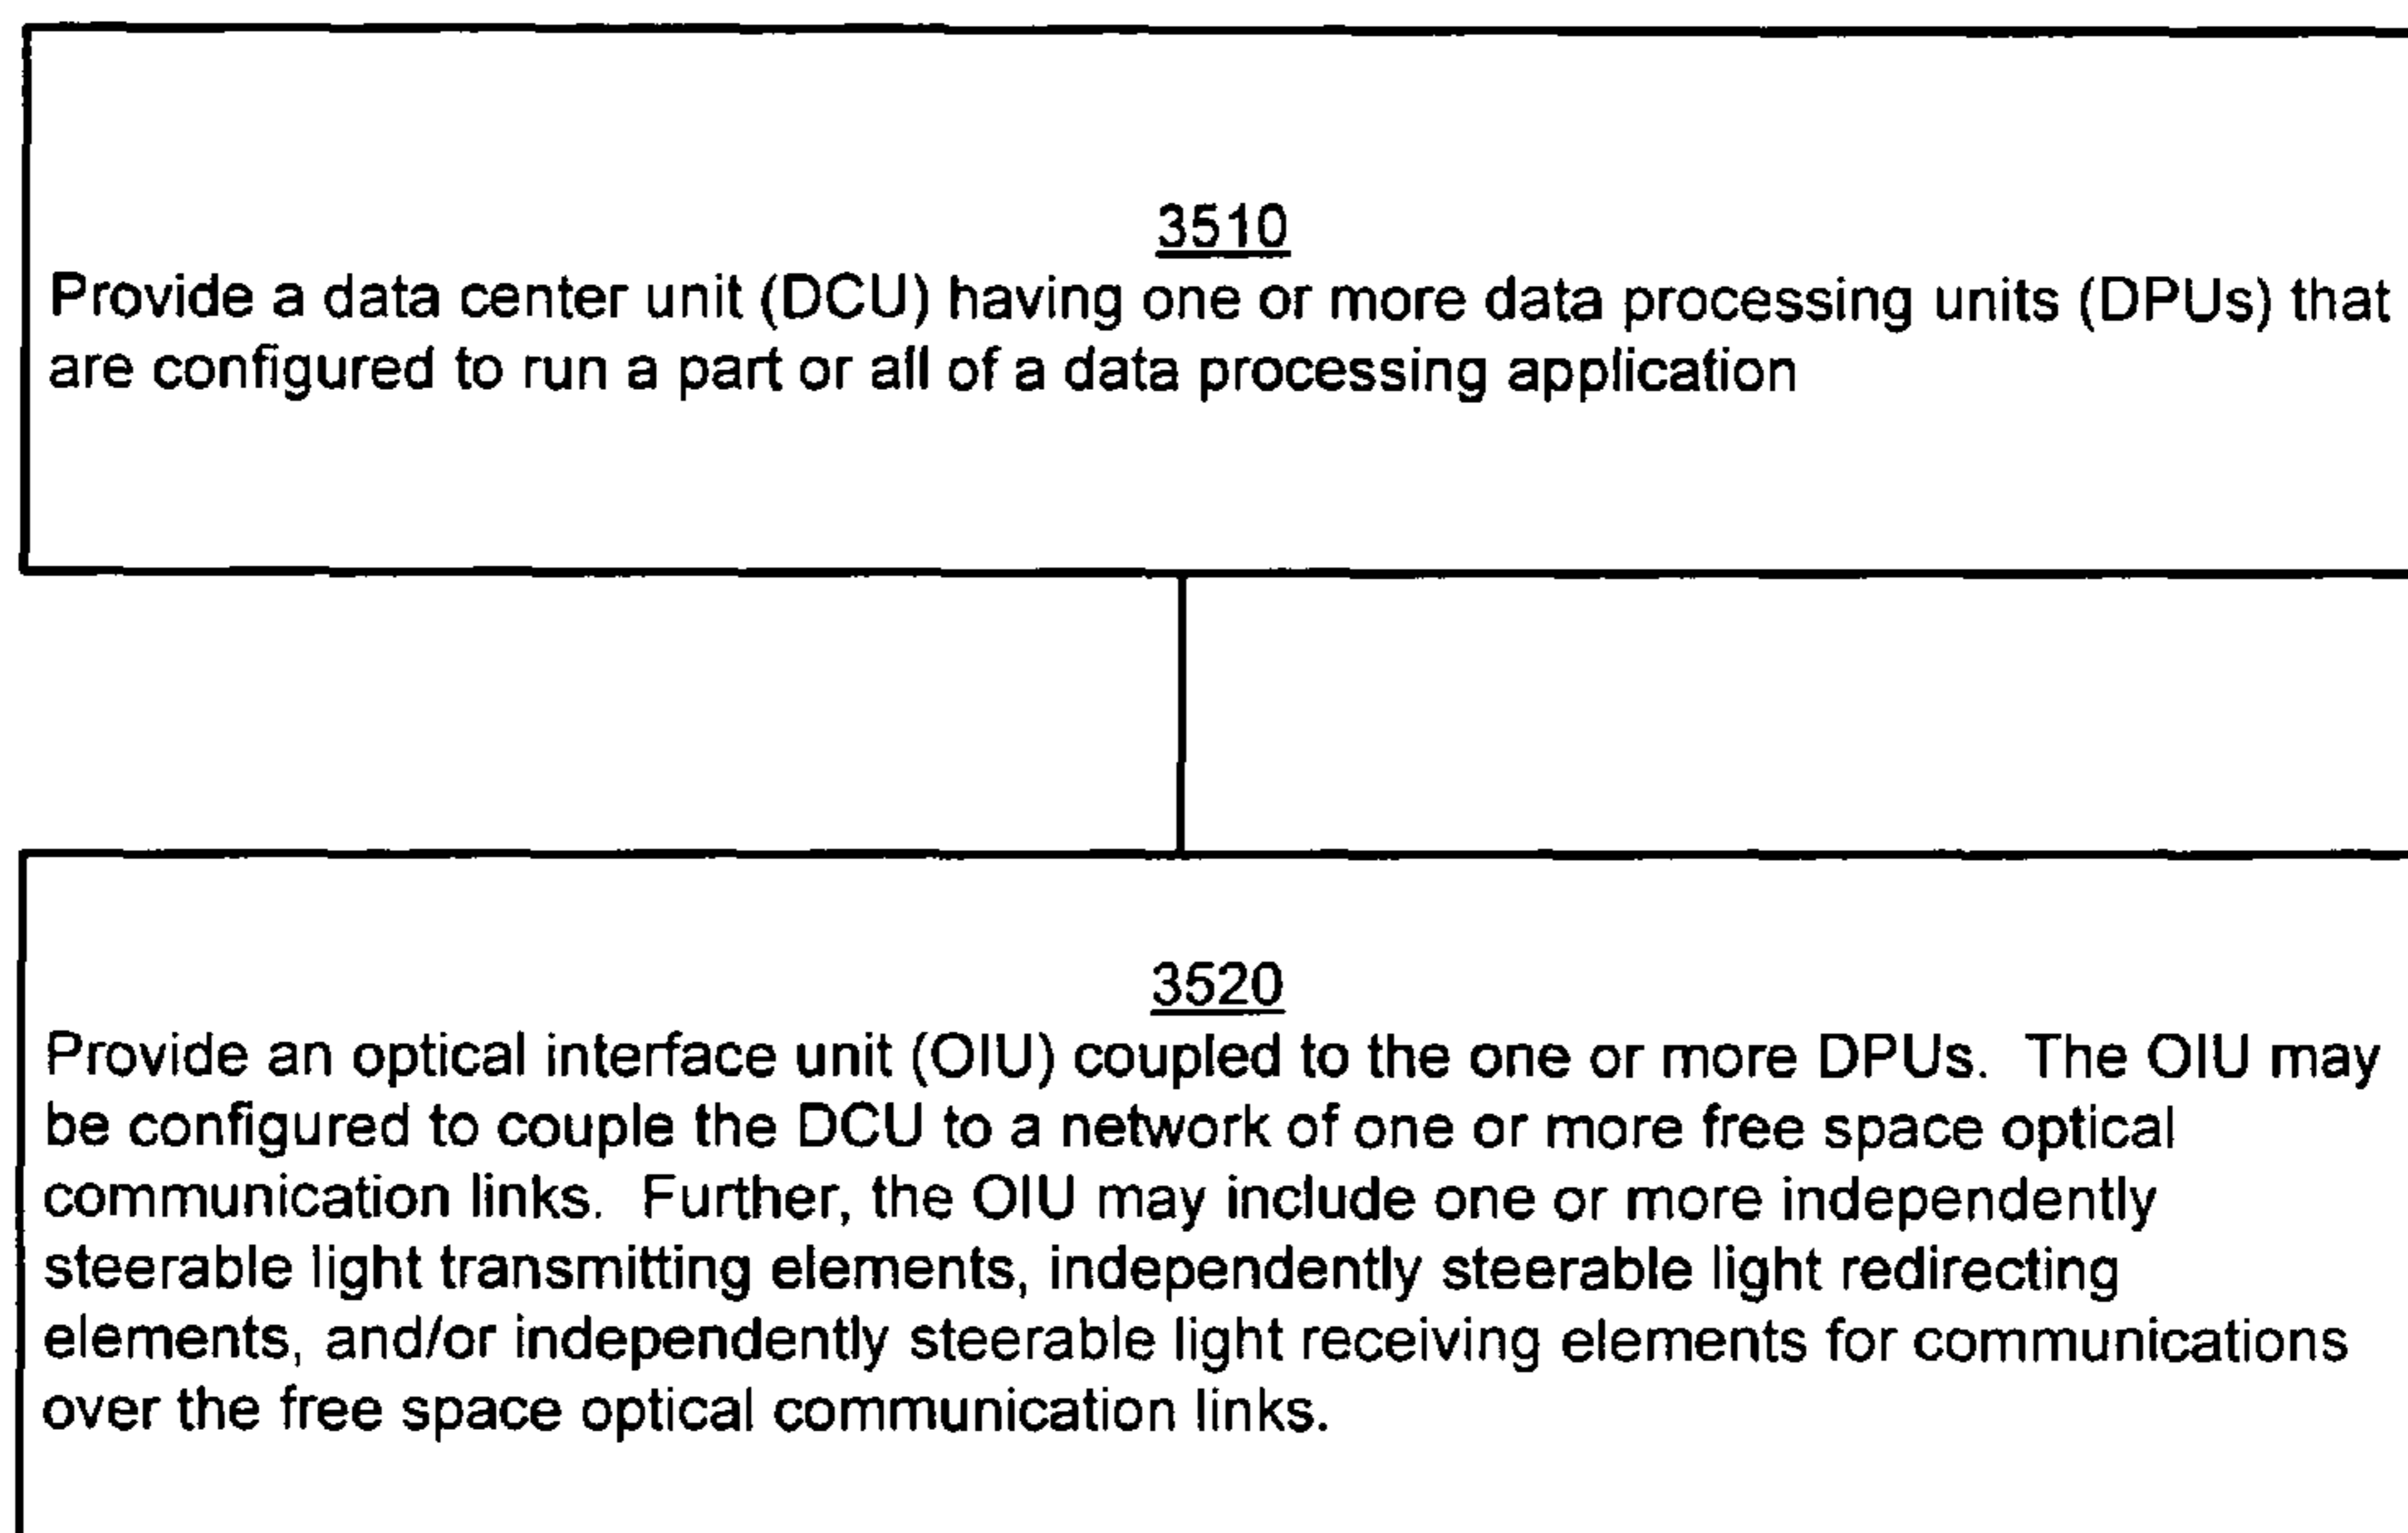 3510
Provide a data center unit (DCU) having one or more data processing units (DPUs) that
are configured to run a part or all of a data processing application
3520
Provide an optical interface unit (OIU) coupled to the one or more DPUs.  The OIU may
be configured to couple the DCU to a network of one or more free space optical
communication links.  Further, the OIU may include one or more independently
steerable light transmitting elements, independently steerable light redirecting
elements, and/or independently steerable light receiving elements for communications
over the free space optical communication links.